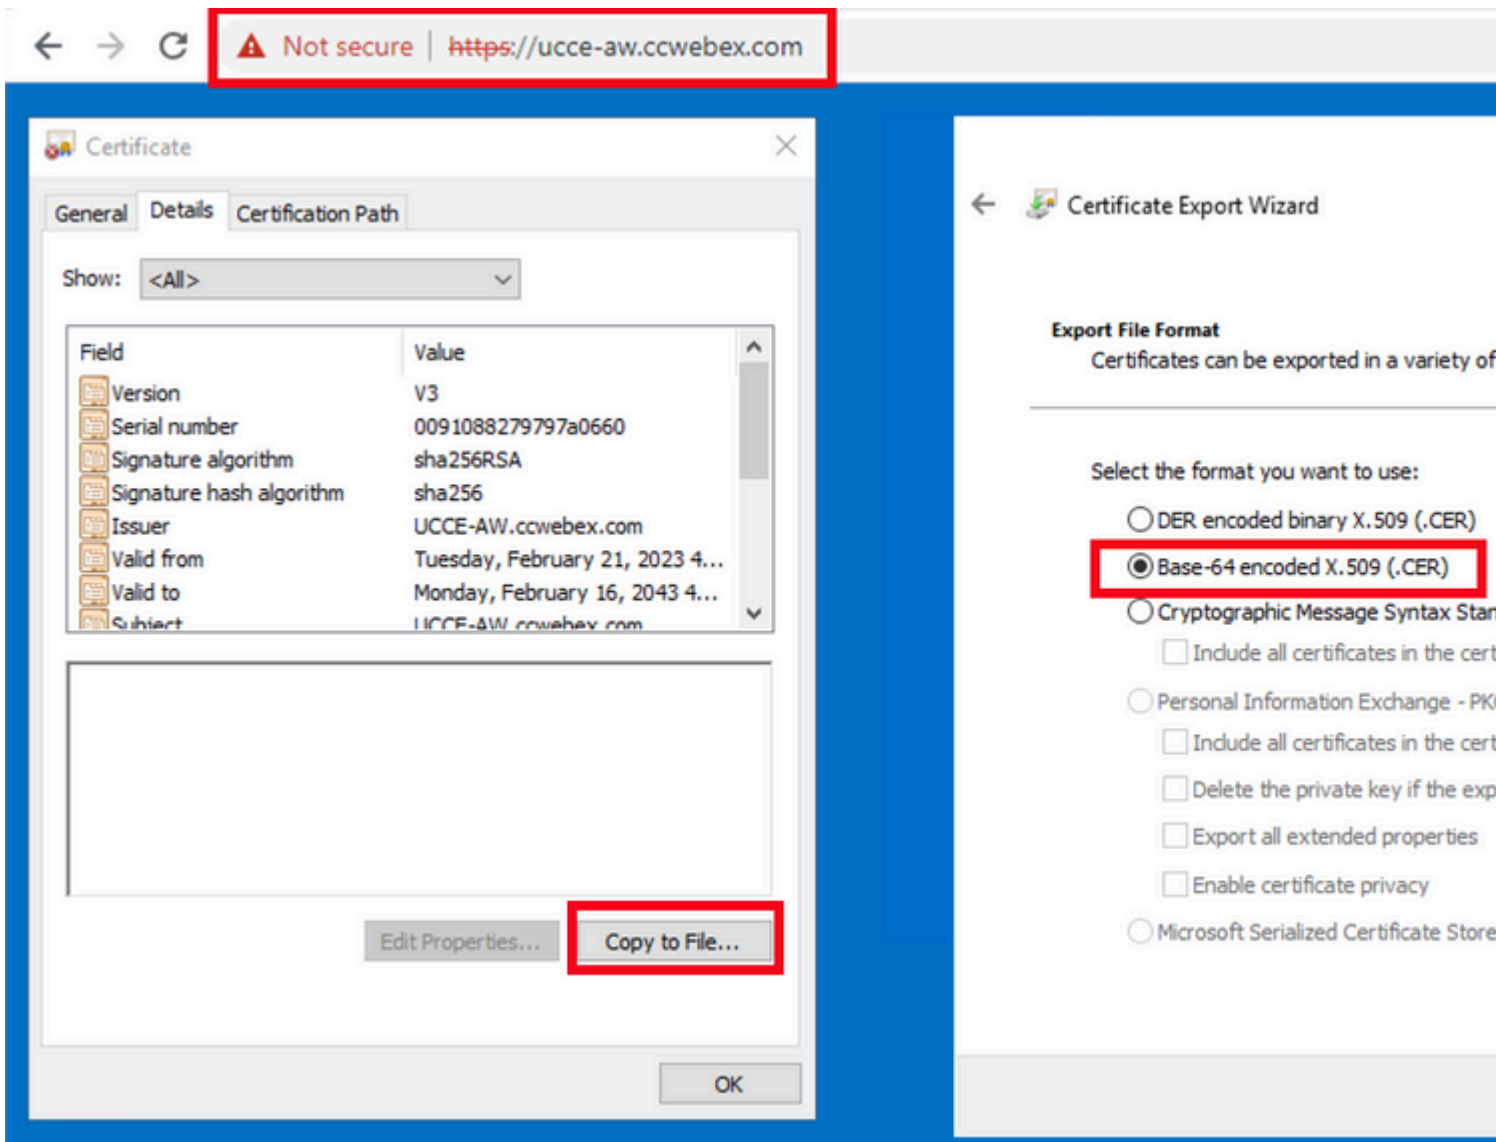 Not secure | https://ucce-aw.ccwebex.com
Certificate
General Details Certification Path
Show: <All>
Field Value
Version V3
Serial number 0091088279797a0660
Signature algorithm sha256RSA
Signature hash algorithm sha256
Issuer UCCE-AW.ccwebex.com
Valid from Tuesday, February 21, 2023 4...
Valid to Monday, February 16, 2043 4...
Subject UCCE-AW.ccwebex.com
Edit Properties... Copy to File...
OK
Certificate Export Wizard
Export File Format
Certificates can be exported in a variety of
Select the format you want to use:
DER encoded binary X.509 (.CER)
Base-64 encoded X.509 (.CER)
Cryptographic Message Syntax Stan
Include all certificates in the cert
Personal Information Exchange - PK
Include all certificates in the cert
Delete the private key if the exp
Export all extended properties
Enable certificate privacy
Microsoft Serialized Certificate Store